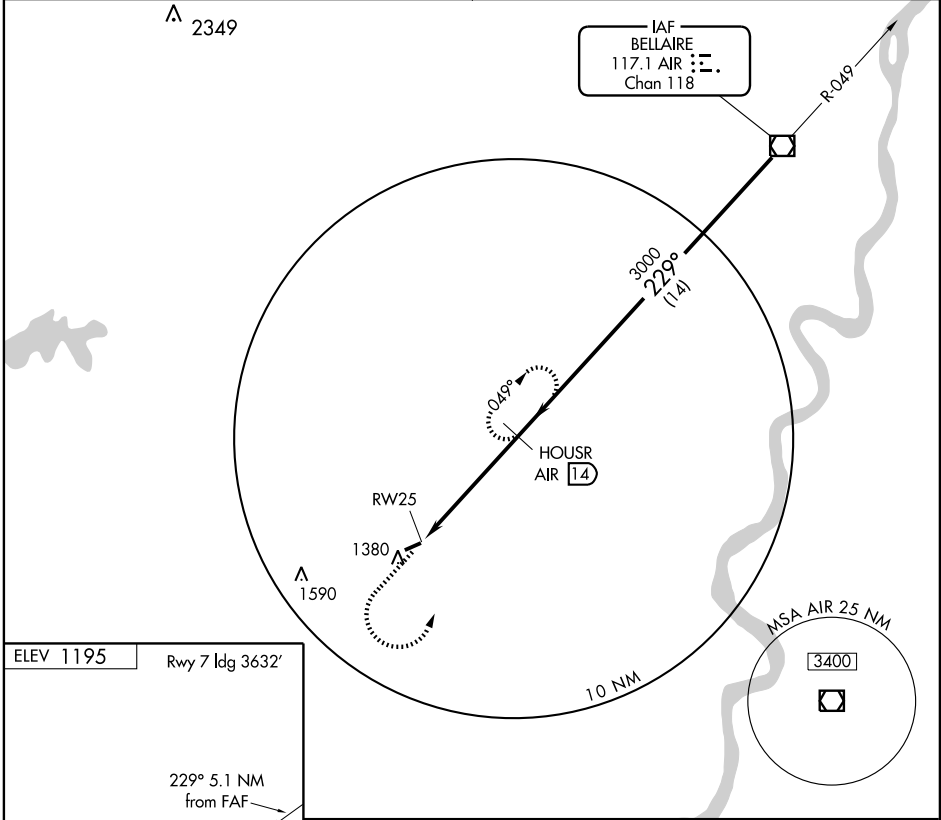 2349
IAF
BELLAIRE
117.1 AIR
Chan 118
R-049
3000
229°
(14)
049°
HOUSR
AIR 14
RW25
1380
1590
10 NM
MSA AIR 25 NM
3400
ELEV 1195
Rwy 7 ldg 3632'
229° 5.1 NM
from FAF